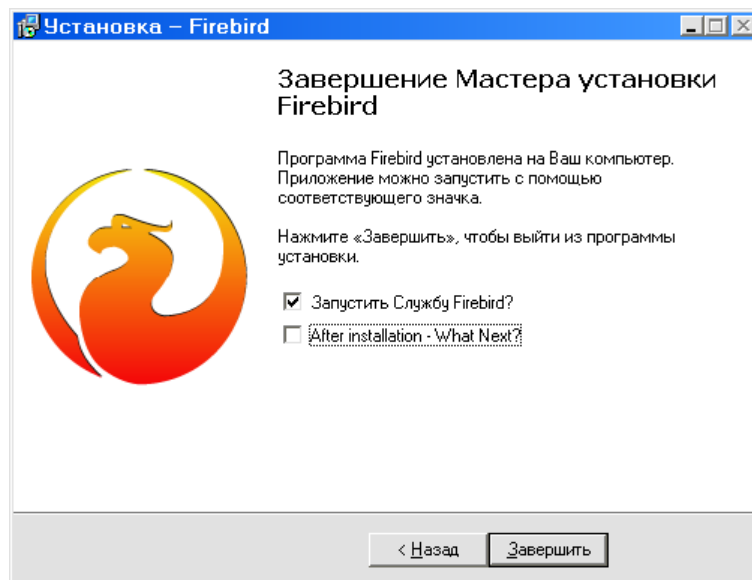 Установка – Firebird
Завершение Мастера установки
Firebird
Программа Firebird установлена на Ваш компьютер.
Приложение можно запустить с помощью
соответствующего значка.
Нажмите «Завершить», чтобы выйти из программы
установки.
Запустить Службу Firebird?
After installation - What Next?
< Назад
Завершить